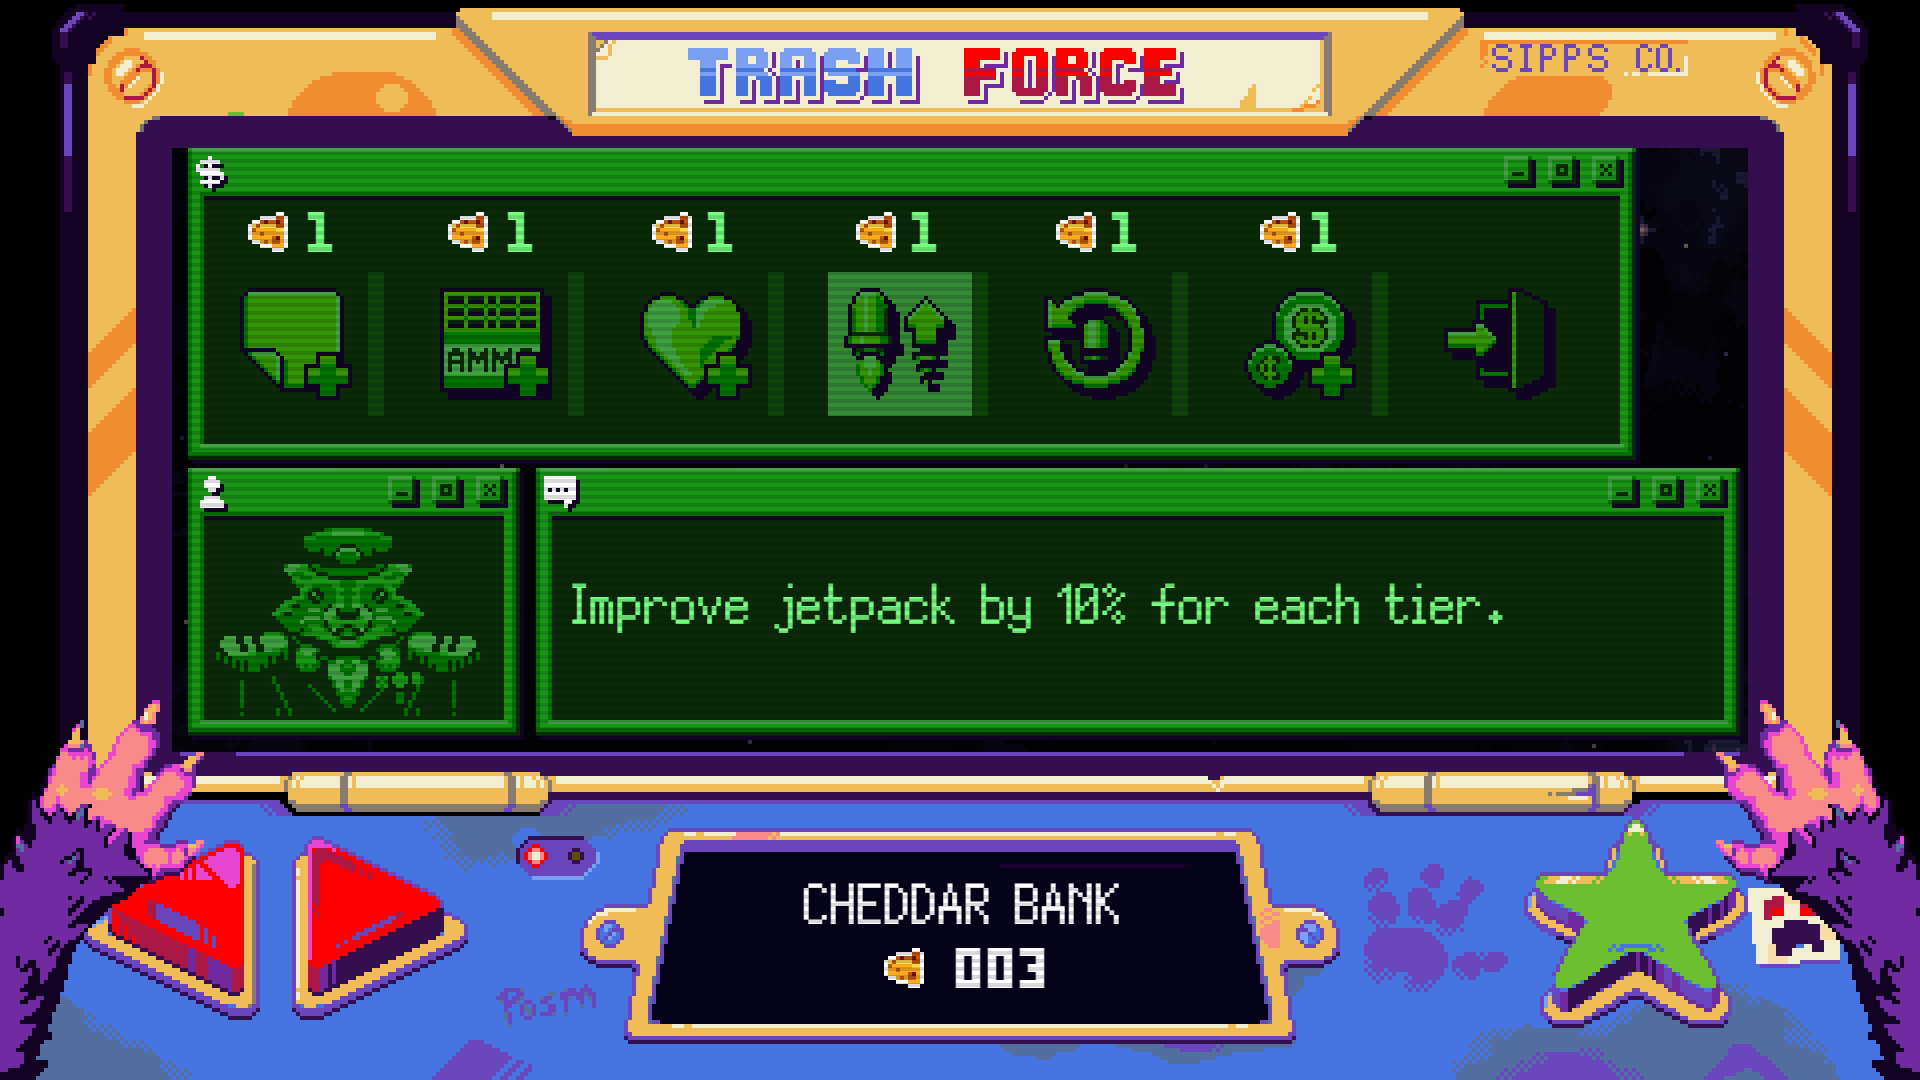 TRASH FORCE
SIPPS CO.
$
1 1 1 1 1 1
AMMO
Improve jetpack by 10% for each tier.
CHEDDAR BANK
003
Posm